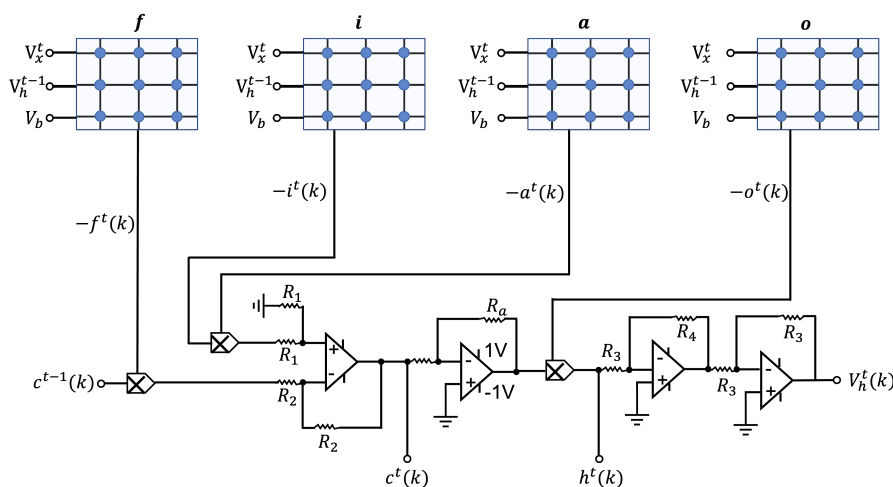 f i a o
V_x^t V_x^t V_x^t V_x^t
V_h^{t-1} V_h^{t-1} V_h^{t-1} V_h^{t-1}
V_b V_b V_b V_b
−i^t(k) −a^t(k) −o^t(k)
−f^t(k)
R_1 R_a R_3
1V R_4
R_1 + - - -
R_3
c^{t-1}(k) - + R_3 + V_h^t(k)
R_2 -1V +
R_2
c^t(k) h^t(k)